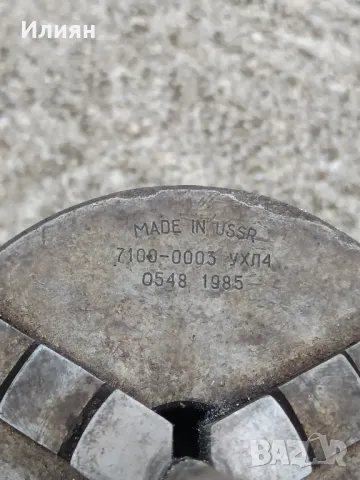 Илиян
MADE IN USSR
7100-0003 УХЛ4
0548 1985
BAZAR